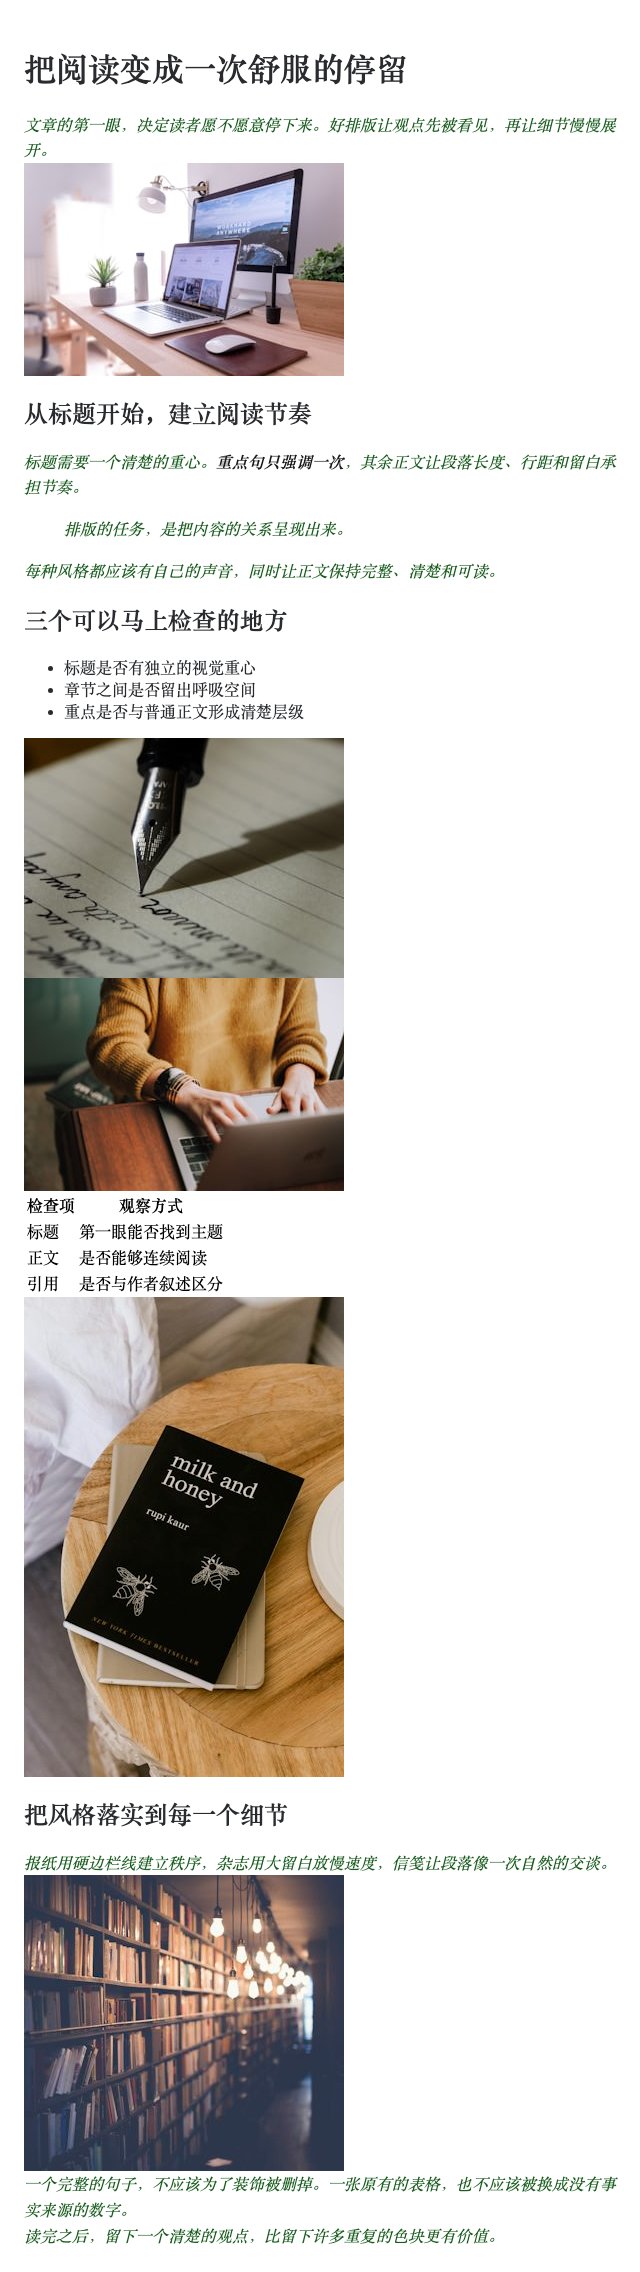 把阅读变成一次舒服的停留
文章的第一眼，决定读者愿不愿意停下来。好排版让观点先被看见，再让细节慢慢展
开。
WORKHARD
ANYWHERE
从标题开始，建立阅读节奏
标题需要一个清楚的重心。重点句只强调一次，其余正文让段落长度、行距和留白承
担节奏。
排版的任务，是把内容的关系呈现出来。
每种风格都应该有自己的声音，同时让正文保持完整、清楚和可读。
三个可以马上检查的地方
标题是否有独立的视觉重心
章节之间是否留出呼吸空间
重点是否与普通正文形成清楚层级
检查项 观察方式
标题 第一眼能否找到主题
正文 是否能够连续阅读
引用 是否与作者叙述区分
milk and
honey
rupi kaur
NEW YORK TIMES BESTSELLER
把风格落实到每一个细节
报纸用硬边栏线建立秩序，杂志用大留白放慢速度，信笺让段落像一次自然的交谈。
一个完整的句子，不应该为了装饰被删掉。一张原有的表格，也不应该被换成没有事
实来源的数字。
读完之后，留下一个清楚的观点，比留下许多重复的色块更有价值。